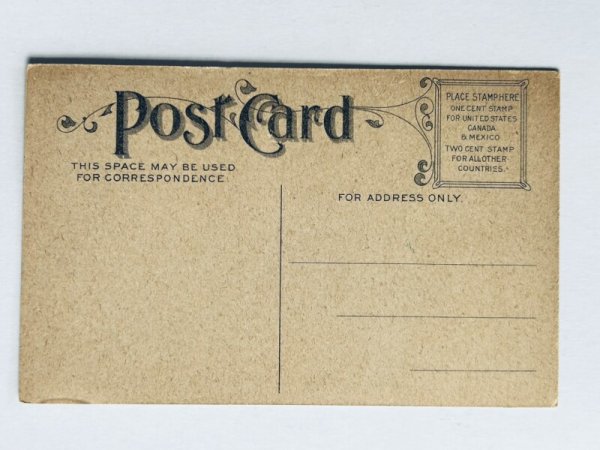 Post Card
PLACE STAMP HERE
ONE CENT STAMP
FOR UNITED STATES
CANADA
& MEXICO
TWO CENT STAMP
FOR ALL OTHER
COUNTRIES.
THIS SPACE MAY BE USED
FOR CORRESPONDENCE.
FOR ADDRESS ONLY.